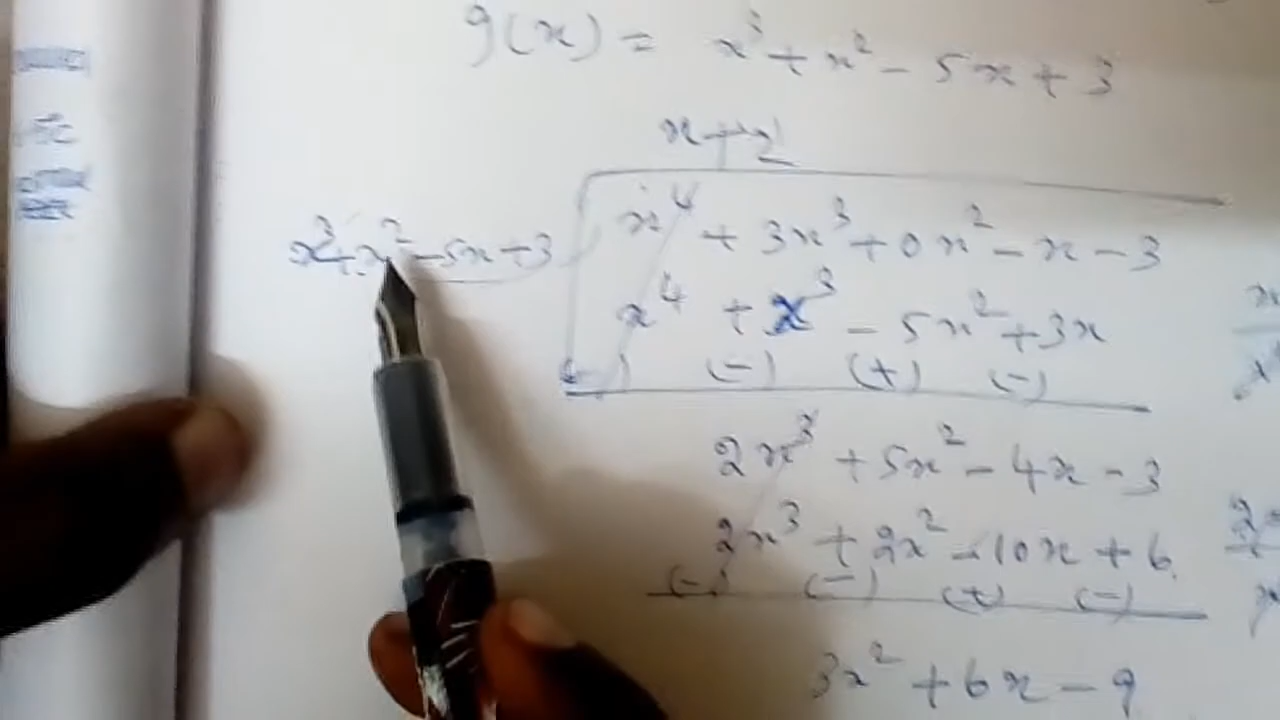 g(x) = x³ + x² - 5x + 3
x + 2
x³ + x² - 5x + 3
x⁴ + 3x³ + 0x² - x - 3
x⁴ + x³ - 5x² + 3x
(-) (-) (+) (-)
2x³ + 5x² - 4x - 3
2x³ + 2x² - 10x + 6
(-) (-) (+) (-)
3x² + 6x - 9